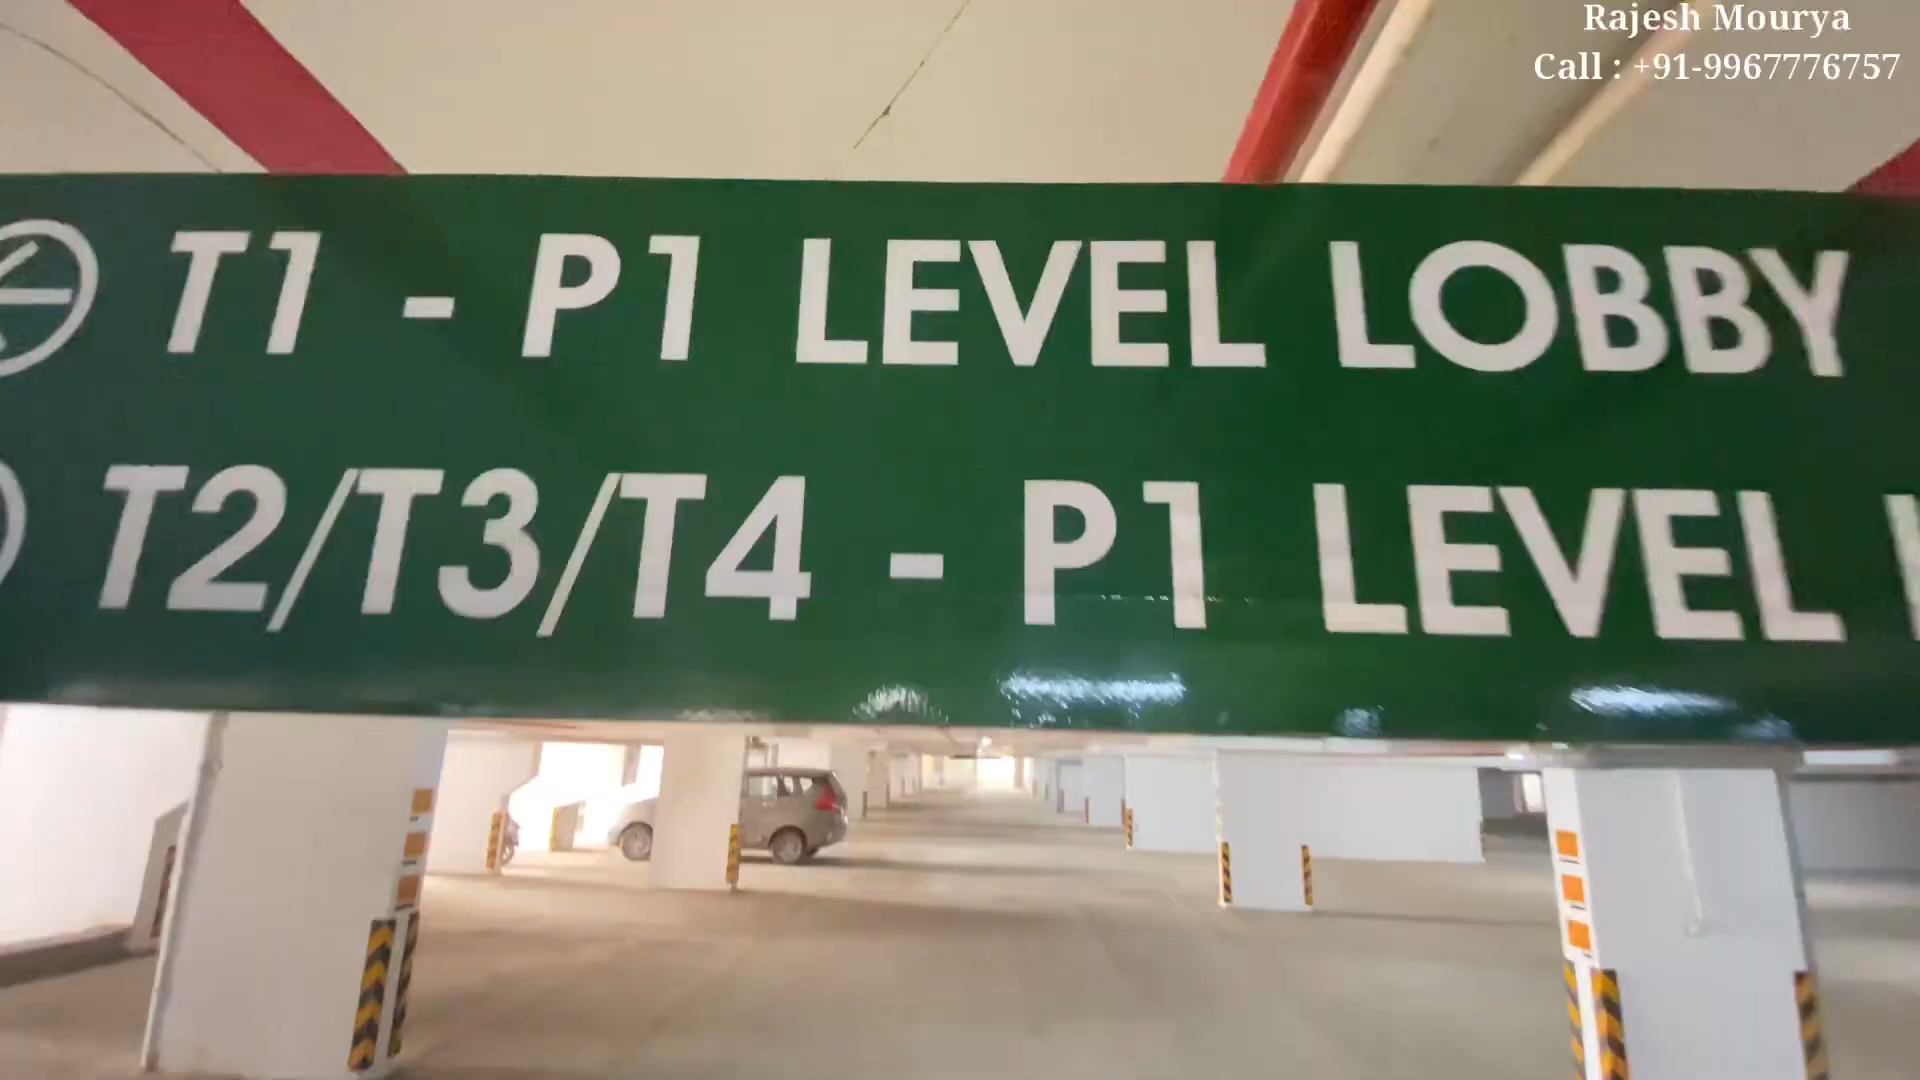 Rajesh Mourya
Call : +91-9967776757
T1 - P1 LEVEL LOBBY
T2/T3/T4 - P1 LEVEL